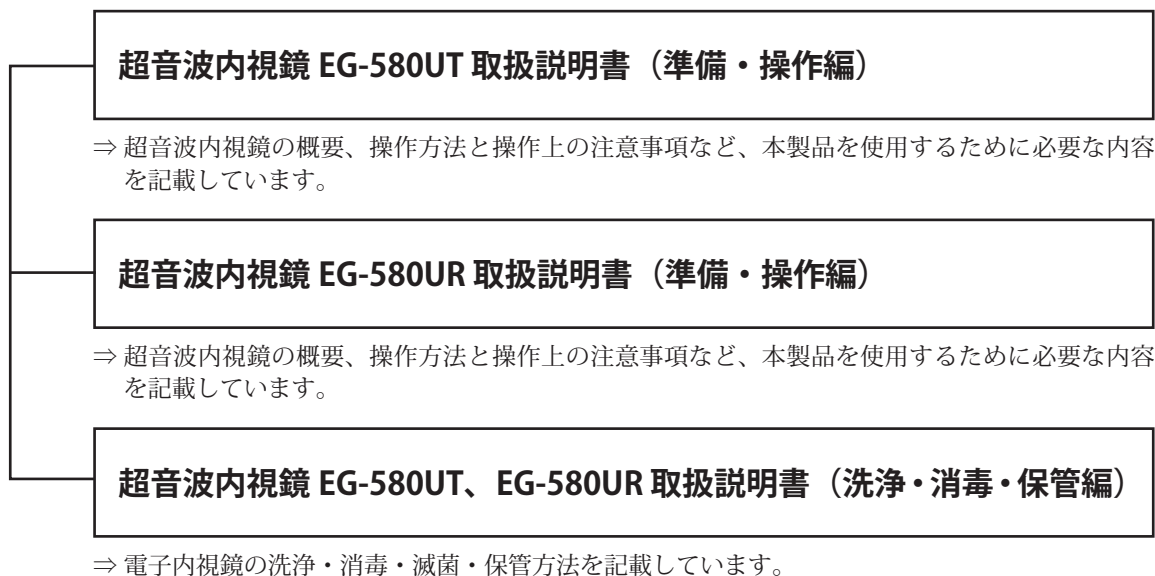 超音波内視鏡 EG-580UT 取扱説明書（準備・操作編）
⇒ 超音波内視鏡の概要、操作方法と操作上の注意事項など、本製品を使用するために必要な内容
を記載しています。
超音波内視鏡 EG-580UR 取扱説明書（準備・操作編）
⇒ 超音波内視鏡の概要、操作方法と操作上の注意事項など、本製品を使用するために必要な内容
を記載しています。
超音波内視鏡 EG-580UT、EG-580UR 取扱説明書（洗浄・消毒・保管編）
⇒ 電子内視鏡の洗浄・消毒・滅菌・保管方法を記載しています。